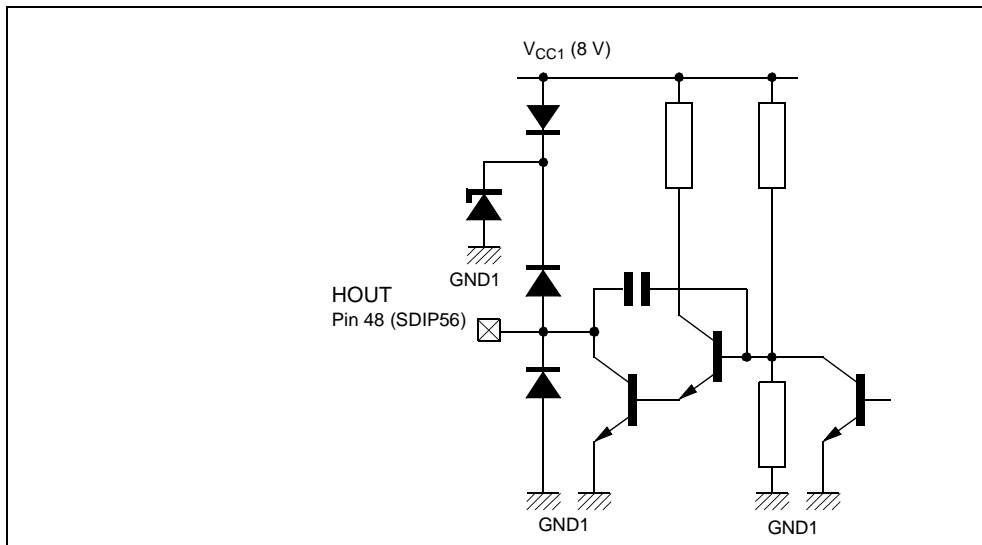 VCC1 (8 V)
GND1
HOUT
Pin 48 (SDIP56)
GND1
GND1